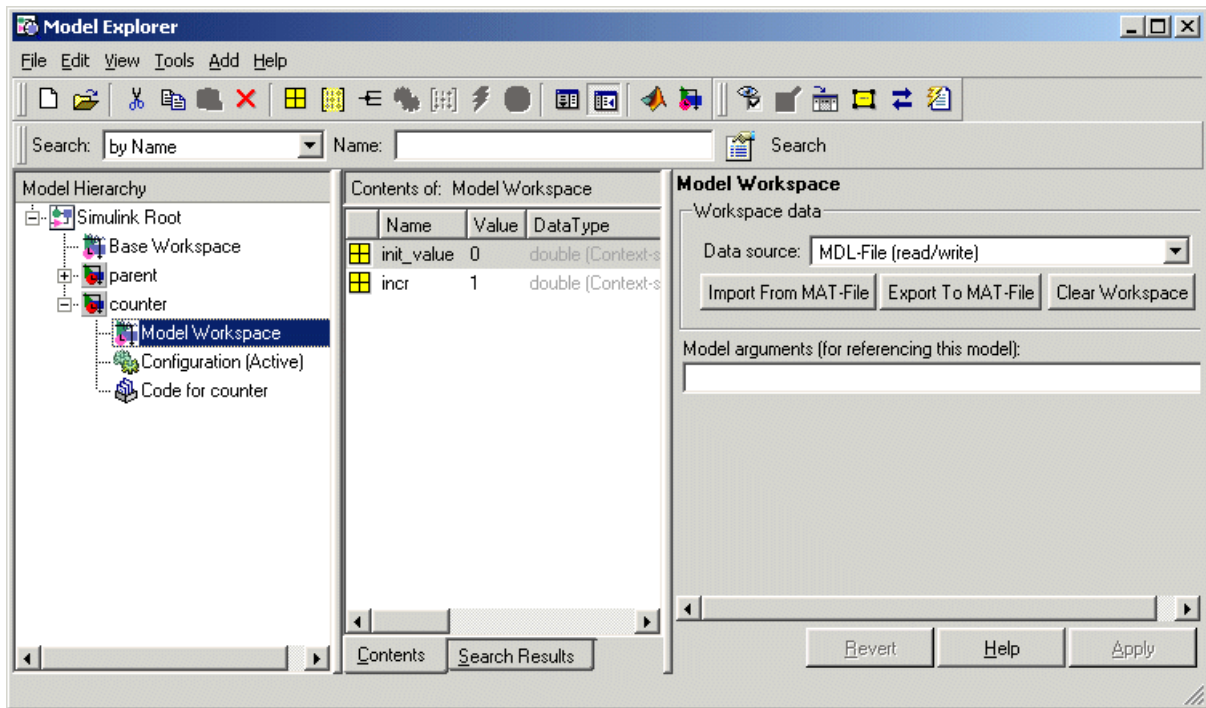 Model Explorer
File Edit View Tools Add Help
Search: by Name Name: Search
Model Hierarchy
Simulink Root
Base Workspace
parent
counter
Model Workspace
Configuration (Active)
Code for counter
Contents of: Model Workspace
Name Value DataType
init_value 0 double (Context-s
incr 1 double (Context-s
Contents Search Results
Model Workspace
Workspace data
Data source: MDL-File (read/write)
Import From MAT-File Export To MAT-File Clear Workspace
Model arguments (for referencing this model):
Revert Help Apply